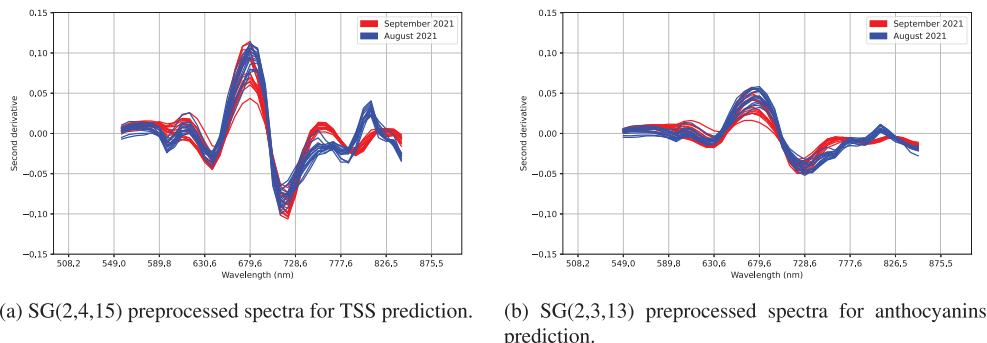 0.15
0.10
0.05
0.00
−0.05
−0.10
−0.15
Second derivative
508.2 549.0 589.8 630.6 679.6 728.6 777.6 826.5 875.5
Wavelength (nm)
September 2021
August 2021
(a) SG(2,4,15) preprocessed spectra for TSS prediction.
0.15
0.10
0.05
0.00
−0.05
−0.10
−0.15
Second derivative
508.2 549.0 589.8 630.6 679.6 728.6 777.6 826.5 875.5
Wavelength (nm)
September 2021
August 2021
(b) SG(2,3,13) preprocessed spectra for anthocyanins
prediction.